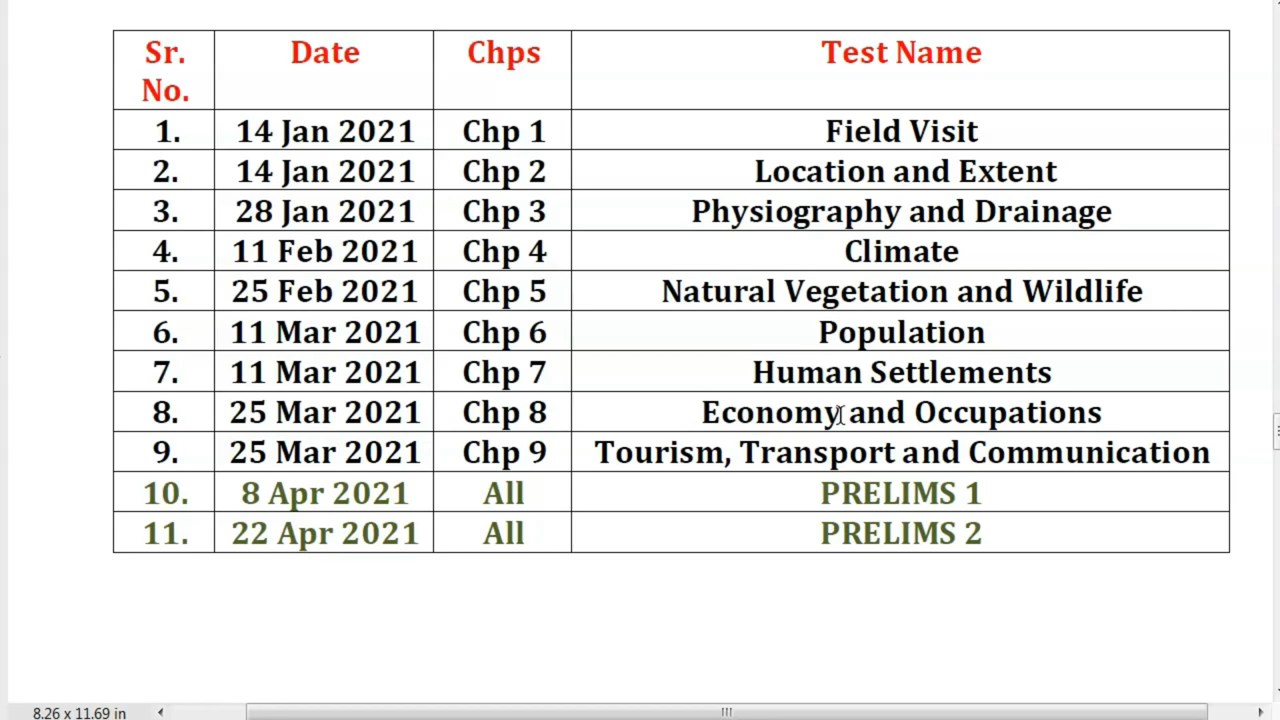 Sr. No. Date Chps Test Name
1. 14 Jan 2021 Chp 1 Field Visit
2. 14 Jan 2021 Chp 2 Location and Extent
3. 28 Jan 2021 Chp 3 Physiography and Drainage
4. 11 Feb 2021 Chp 4 Climate
5. 25 Feb 2021 Chp 5 Natural Vegetation and Wildlife
6. 11 Mar 2021 Chp 6 Population
7. 11 Mar 2021 Chp 7 Human Settlements
8. 25 Mar 2021 Chp 8 Economy and Occupations
9. 25 Mar 2021 Chp 9 Tourism, Transport and Communication
10. 8 Apr 2021 All PRELIMS 1
11. 22 Apr 2021 All PRELIMS 2
8.26 x 11.69 in